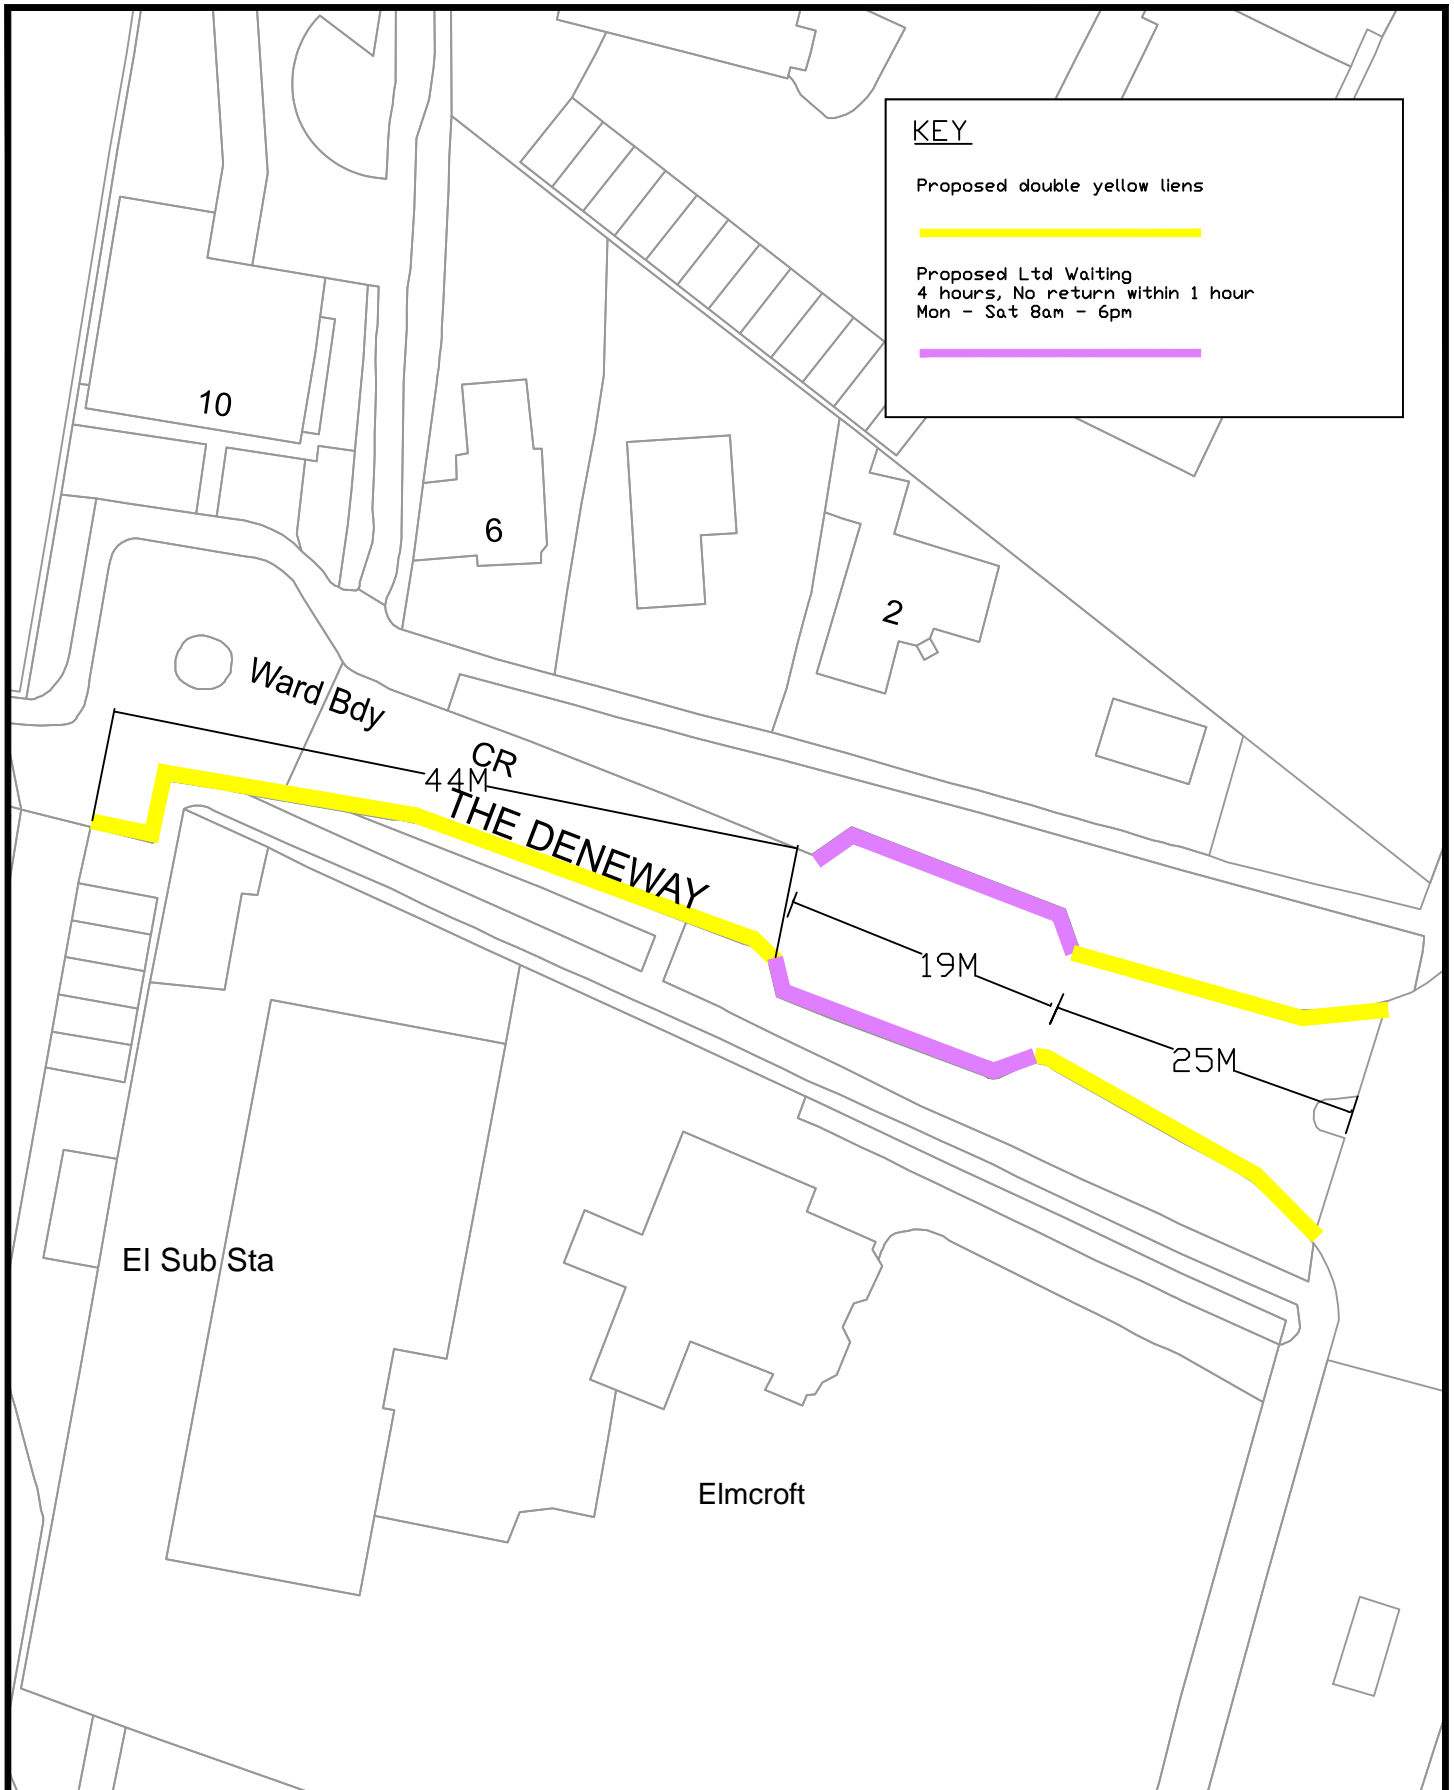 KEY
Proposed double yellow liens
Proposed Ltd Waiting
4 hours, No return within 1 hour
Mon - Sat 8am - 6pm
10
6
2
Ward Bdy
CR
44M
THE DENEWAY
19M
25M
El Sub Sta
Elmcroft